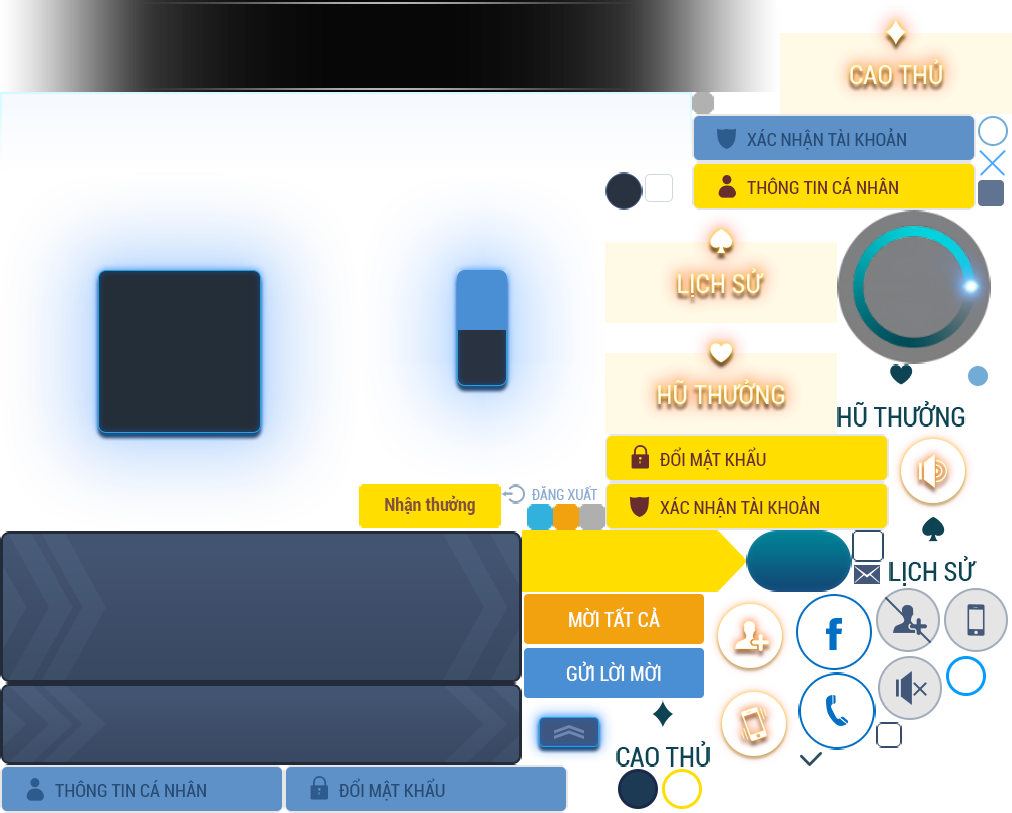 CAO THỦ
XÁC NHẬN TÀI KHOẢN
THÔNG TIN CÁ NHÂN
LỊCH SỬ
HŨ THƯỞNG
HŨ THƯỞNG
ĐỔI MẬT KHẨU
Nhận thưởng
ĐĂNG XUẤT
XÁC NHẬN TÀI KHOẢN
LỊCH SỬ
MỜI TẤT CẢ
GỬI LỜI MỜI
CAO THỦ
THÔNG TIN CÁ NHÂN
ĐỔI MẬT KHẨU